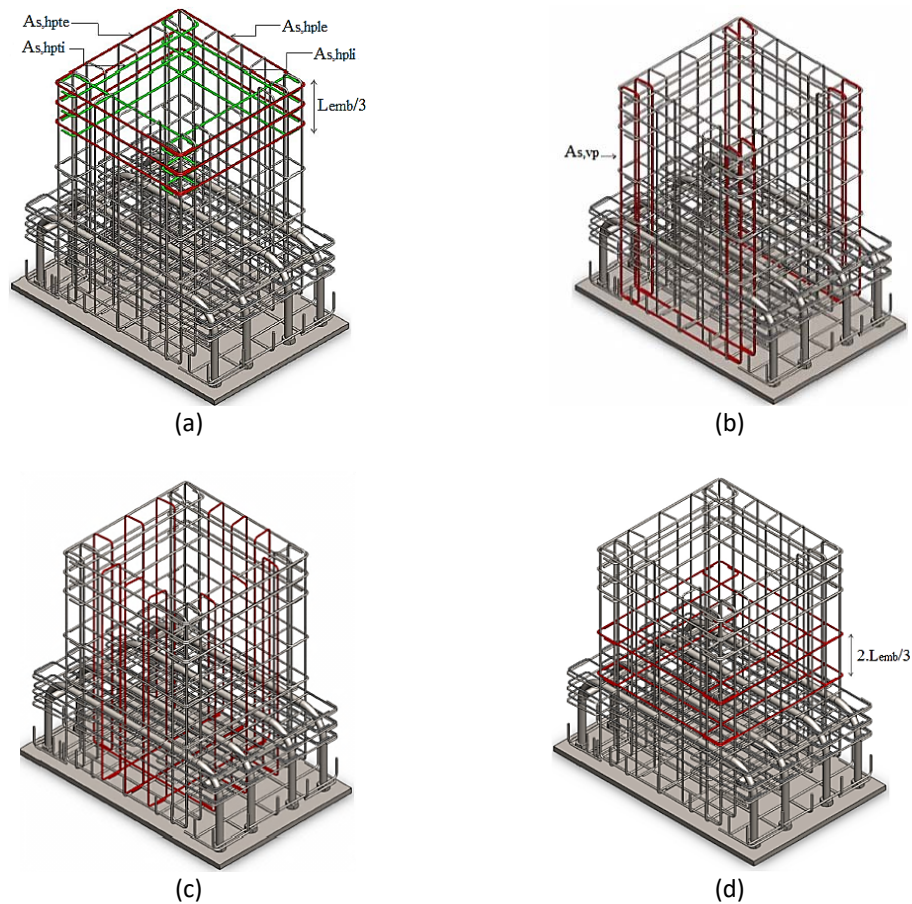 As,hpte
As,hple
As,hpti
As,hpli
Lemb/3
(a)
As,vp
(b)
(c)
2.Lemb/3
(d)